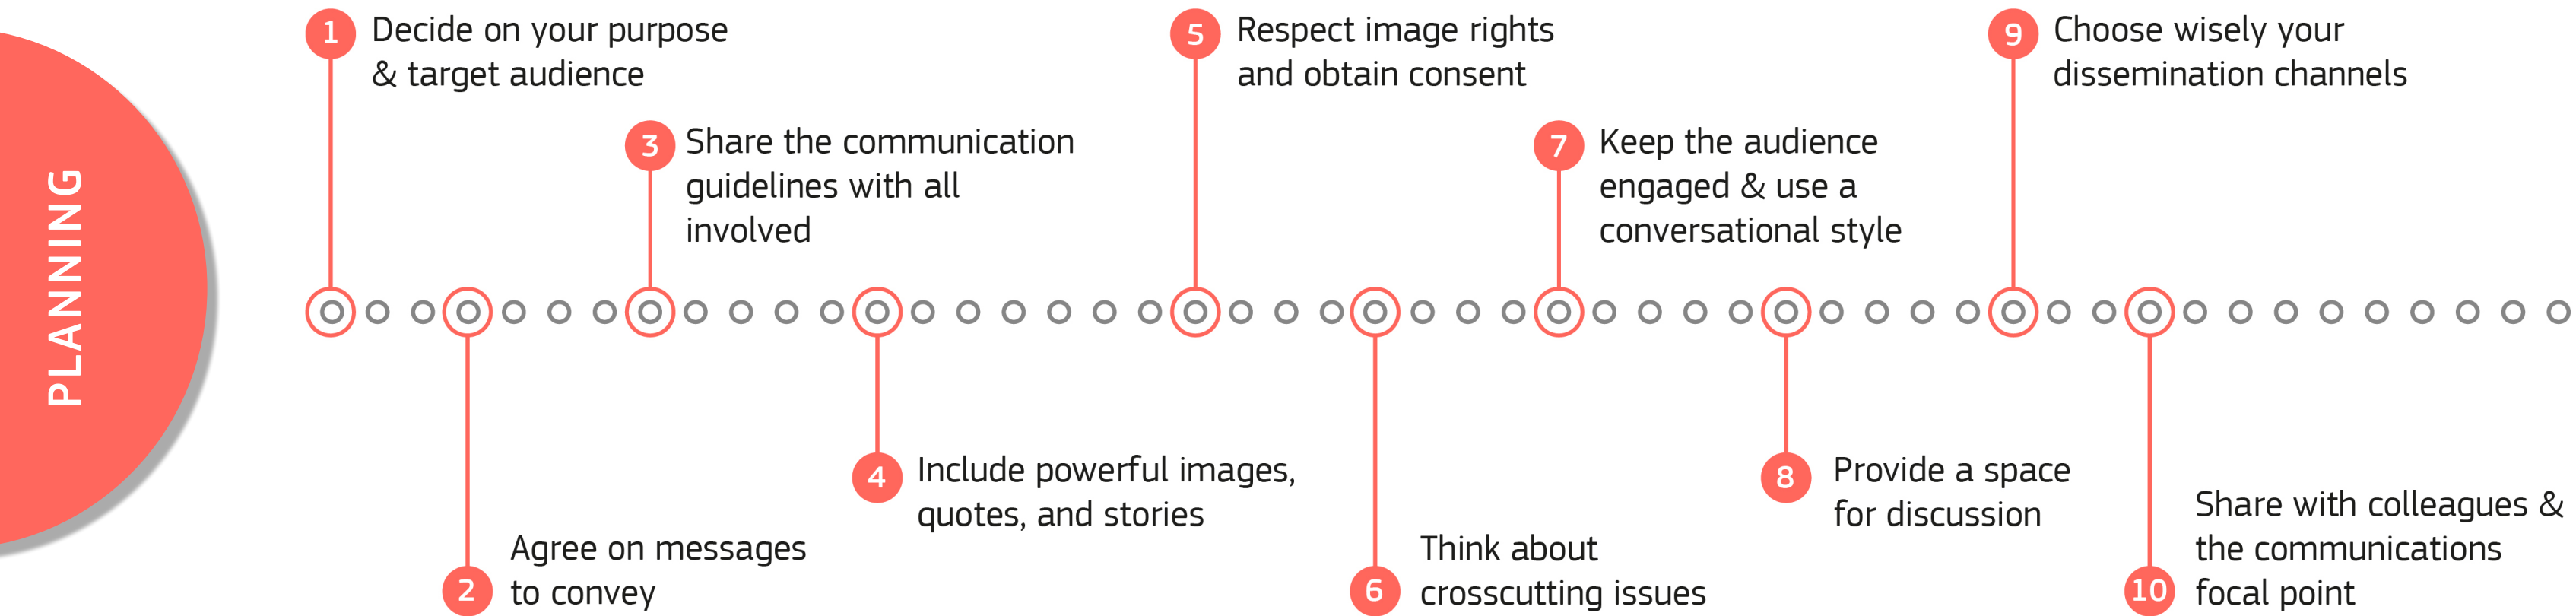 PLANNING
1
Decide on your purpose
& target audience
2
Agree on messages
to convey
3
Share the communication
guidelines with all
involved
4
Include powerful images,
quotes, and stories
5
Respect image rights
and obtain consent
6
Think about
crosscutting issues
7
Keep the audience
engaged & use a
conversational style
8
Provide a space
for discussion
9
Choose wisely your
dissemination channels
10
Share with colleagues &
the communications
focal point